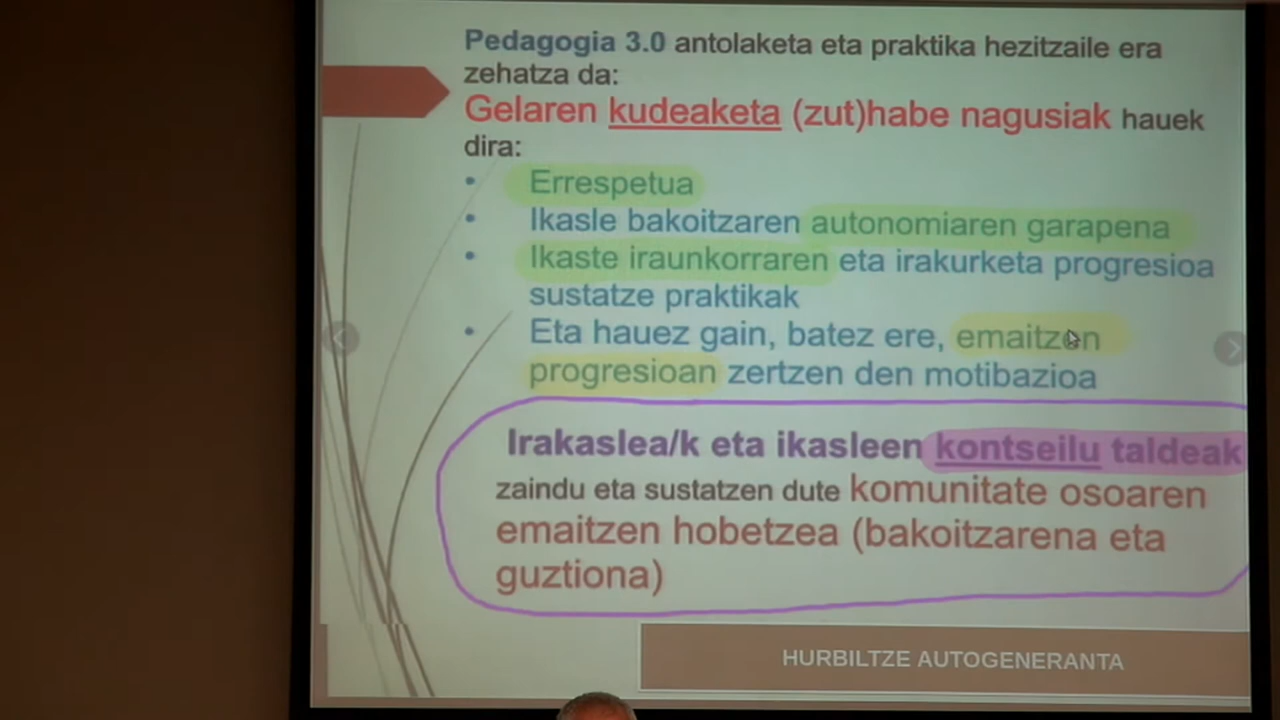 Pedagogia 3.0 antolaketa eta praktika hezitzaile era
zehatza da:
Gelaren kudeaketa (zut)habe nagusiak hauek
dira:
• Errespetua
• Ikasle bakoitzaren autonomiaren garapena
• Ikaste iraunkorraren eta irakurketa progresioa
sustatze praktikak
• Eta hauez gain, batez ere, emaitzen
progresioan zertzen den motibazioa
Irakaslea/k eta ikasleen kontseilu taldeak
zaindu eta sustatzen dute komunitate osoaren
emaitzen hobetzea (bakoitzarena eta
guztiona)
HURBILTZE AUTOGENERANTA